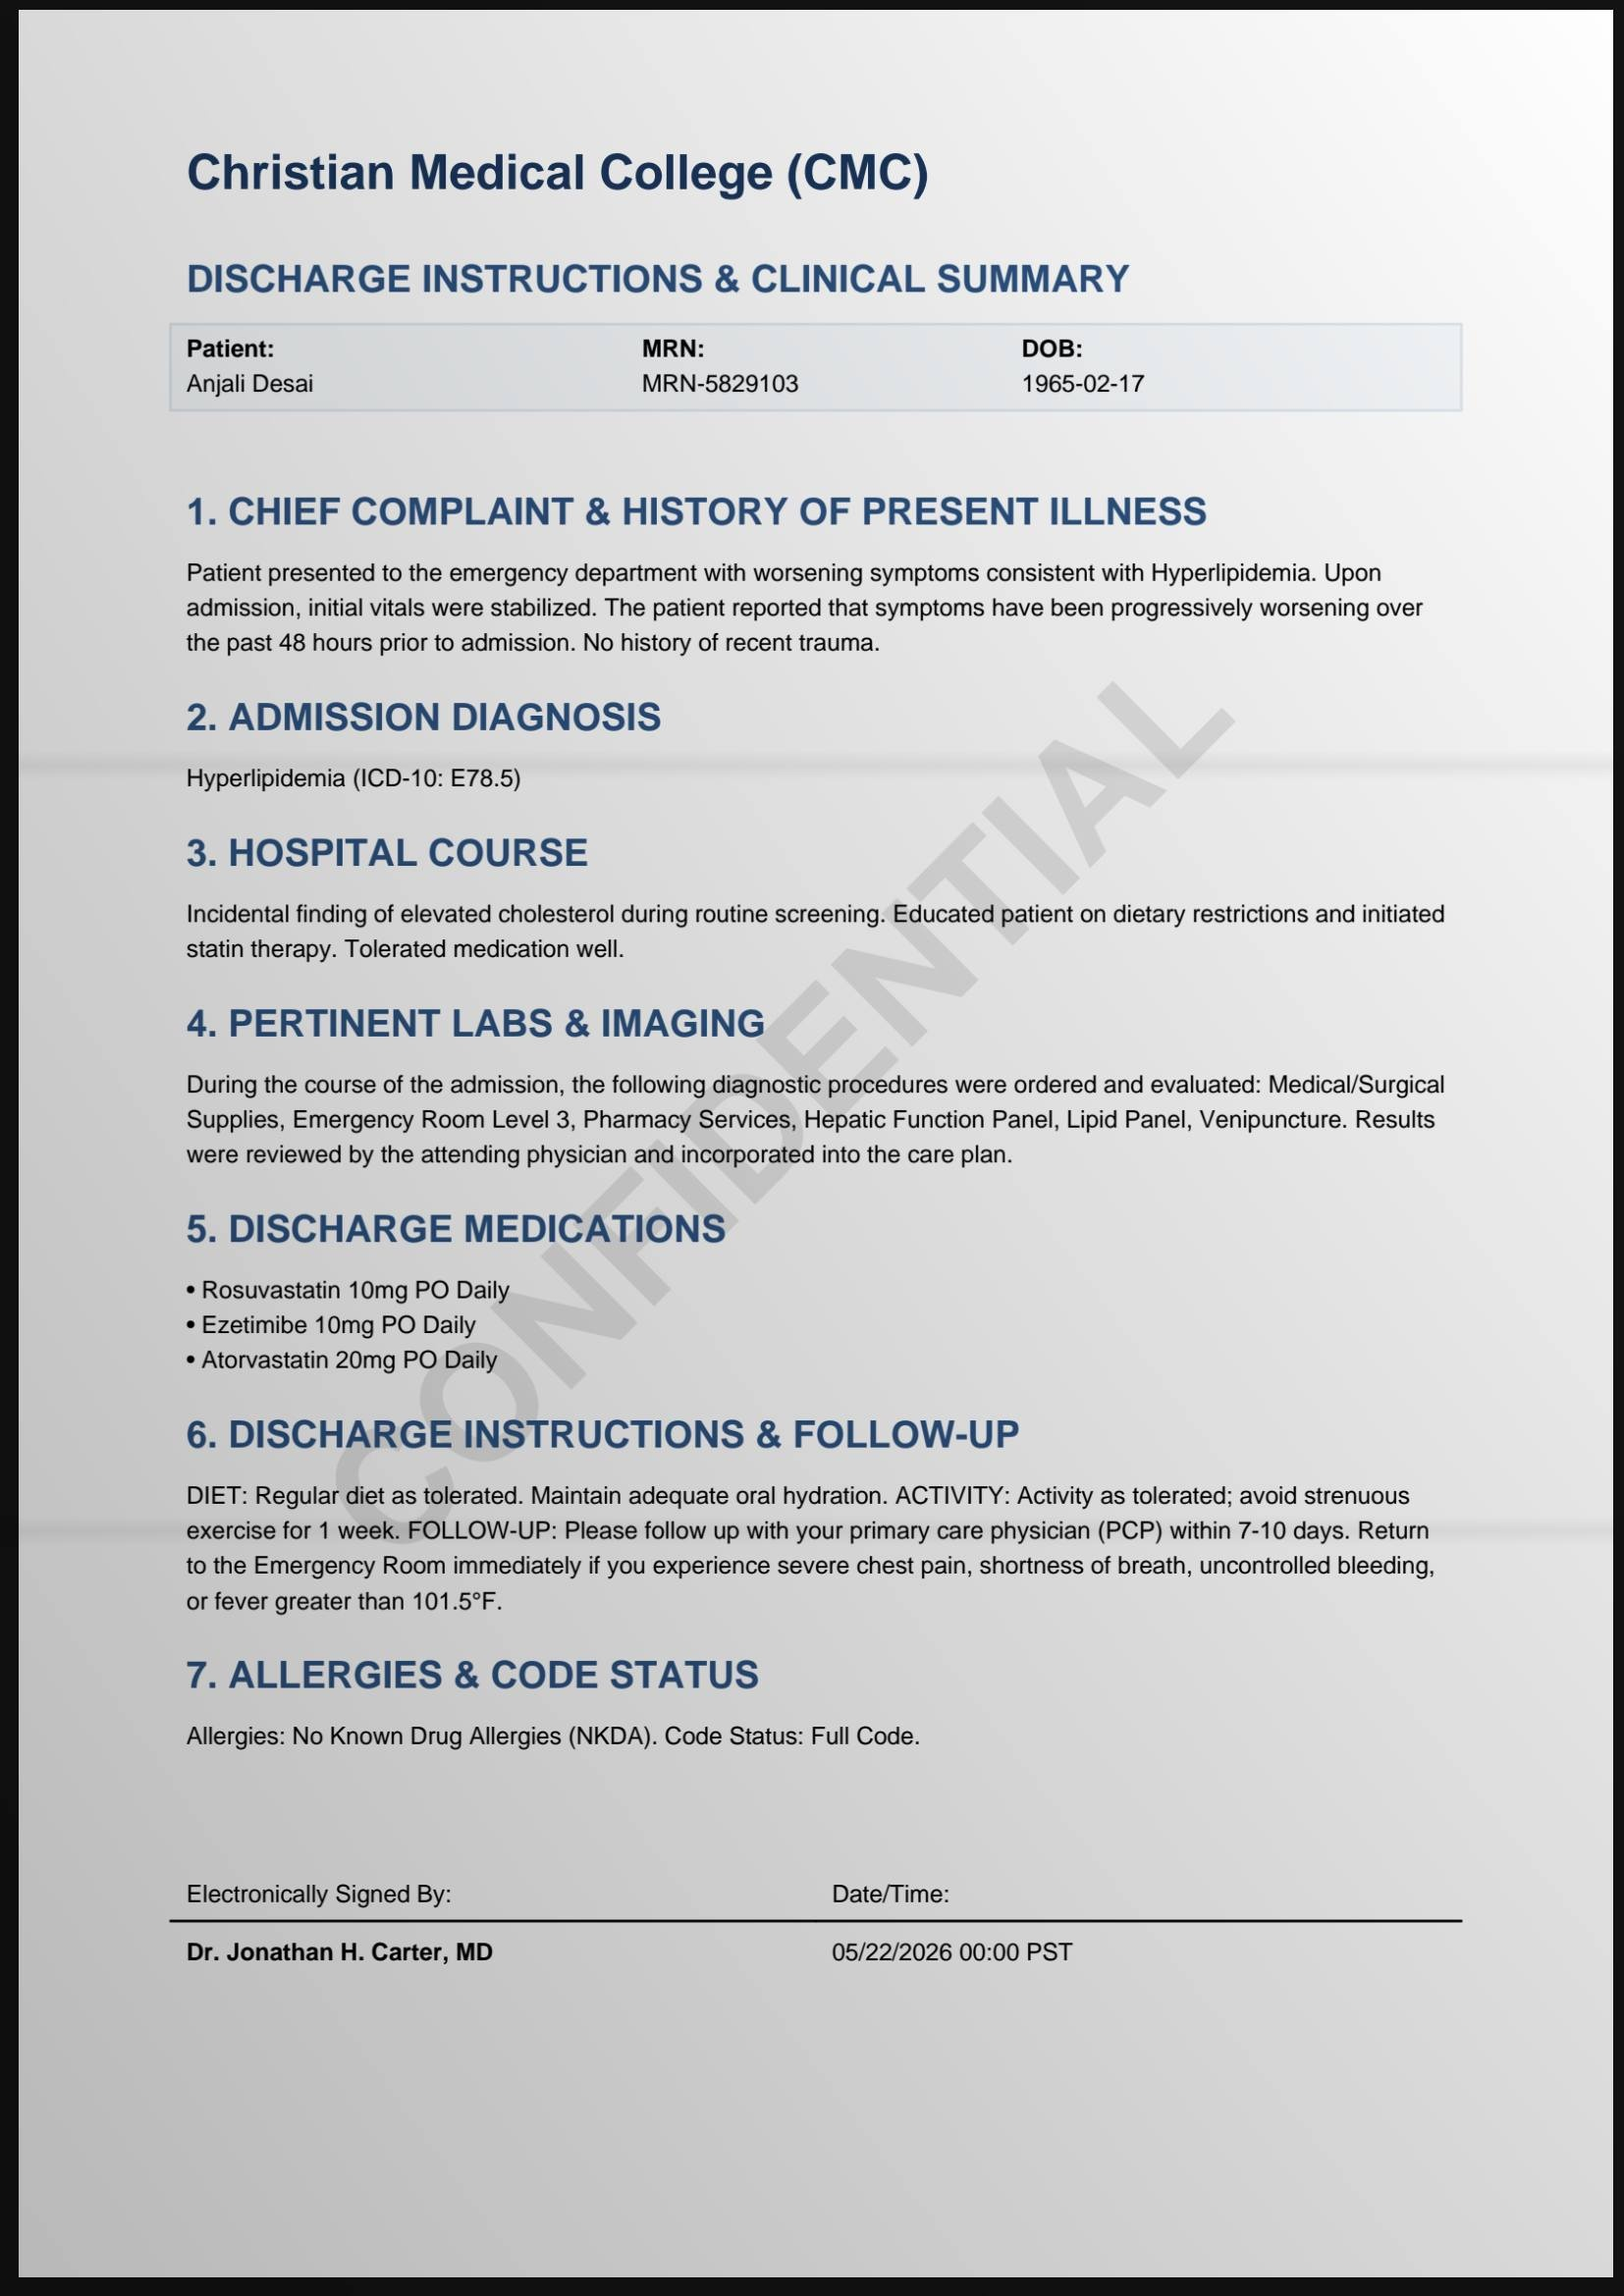 Christian Medical College (CMC)
DISCHARGE INSTRUCTIONS & CLINICAL SUMMARY
Patient: MRN: DOB:
Anjali Desai MRN-5829103 1965-02-17
1. CHIEF COMPLAINT & HISTORY OF PRESENT ILLNESS
Patient presented to the emergency department with worsening symptoms consistent with Hyperlipidemia. Upon
admission, initial vitals were stabilized. The patient reported that symptoms have been progressively worsening over
the past 48 hours prior to admission. No history of recent trauma.
2. ADMISSION DIAGNOSIS
Hyperlipidemia (ICD-10: E78.5)
3. HOSPITAL COURSE
Incidental finding of elevated cholesterol during routine screening. Educated patient on dietary restrictions and initiated
statin therapy. Tolerated medication well.
4. PERTINENT LABS & IMAGING
During the course of the admission, the following diagnostic procedures were ordered and evaluated: Medical/Surgical
Supplies, Emergency Room Level 3, Pharmacy Services, Hepatic Function Panel, Lipid Panel, Venipuncture. Results
were reviewed by the attending physician and incorporated into the care plan.
5. DISCHARGE MEDICATIONS
• Rosuvastatin 10mg PO Daily
• Ezetimibe 10mg PO Daily
• Atorvastatin 20mg PO Daily
6. DISCHARGE INSTRUCTIONS & FOLLOW-UP
DIET: Regular diet as tolerated. Maintain adequate oral hydration. ACTIVITY: Activity as tolerated; avoid strenuous
exercise for 1 week. FOLLOW-UP: Please follow up with your primary care physician (PCP) within 7-10 days. Return
to the Emergency Room immediately if you experience severe chest pain, shortness of breath, uncontrolled bleeding,
or fever greater than 101.5°F.
7. ALLERGIES & CODE STATUS
Allergies: No Known Drug Allergies (NKDA). Code Status: Full Code.
Electronically Signed By: Date/Time:
Dr. Jonathan H. Carter, MD 05/22/2026 00:00 PST
CONFIDENTIAL